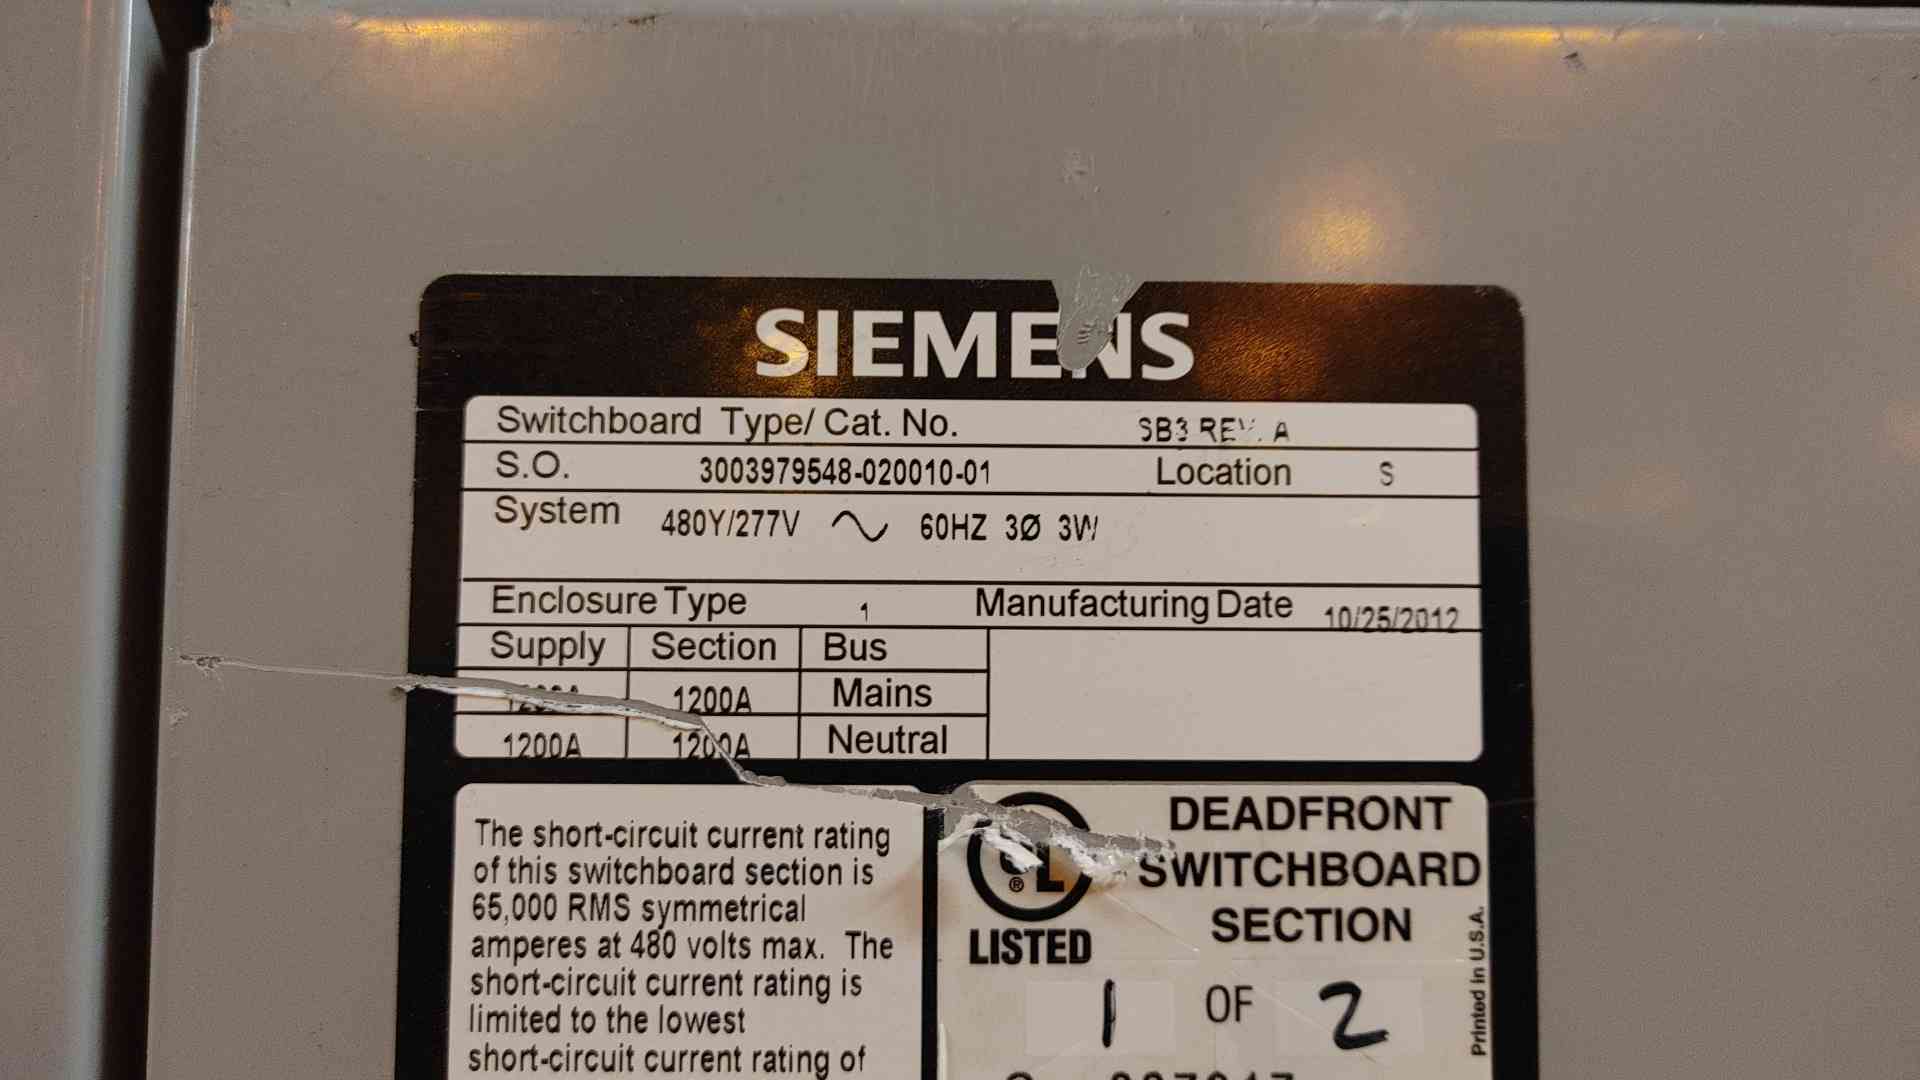 SIEMENS
Switchboard Type/ Cat. No. SB3 REV. A
S.O. 3003979548-020010-01 Location S
System 480Y/277V 60HZ 3Ø 3W
Enclosure Type 1 Manufacturing Date 10/25/2012
Supply Section Bus
1200A 1200A Mains
1200A 1200A Neutral
The short-circuit current rating
of this switchboard section is
65,000 RMS symmetrical
amperes at 480 volts max. The
short-circuit current rating is
limited to the lowest
short-circuit current rating of
UL ®
LISTED
DEADFRONT
SWITCHBOARD
SECTION
1 OF 2
Printed in U.S.A.